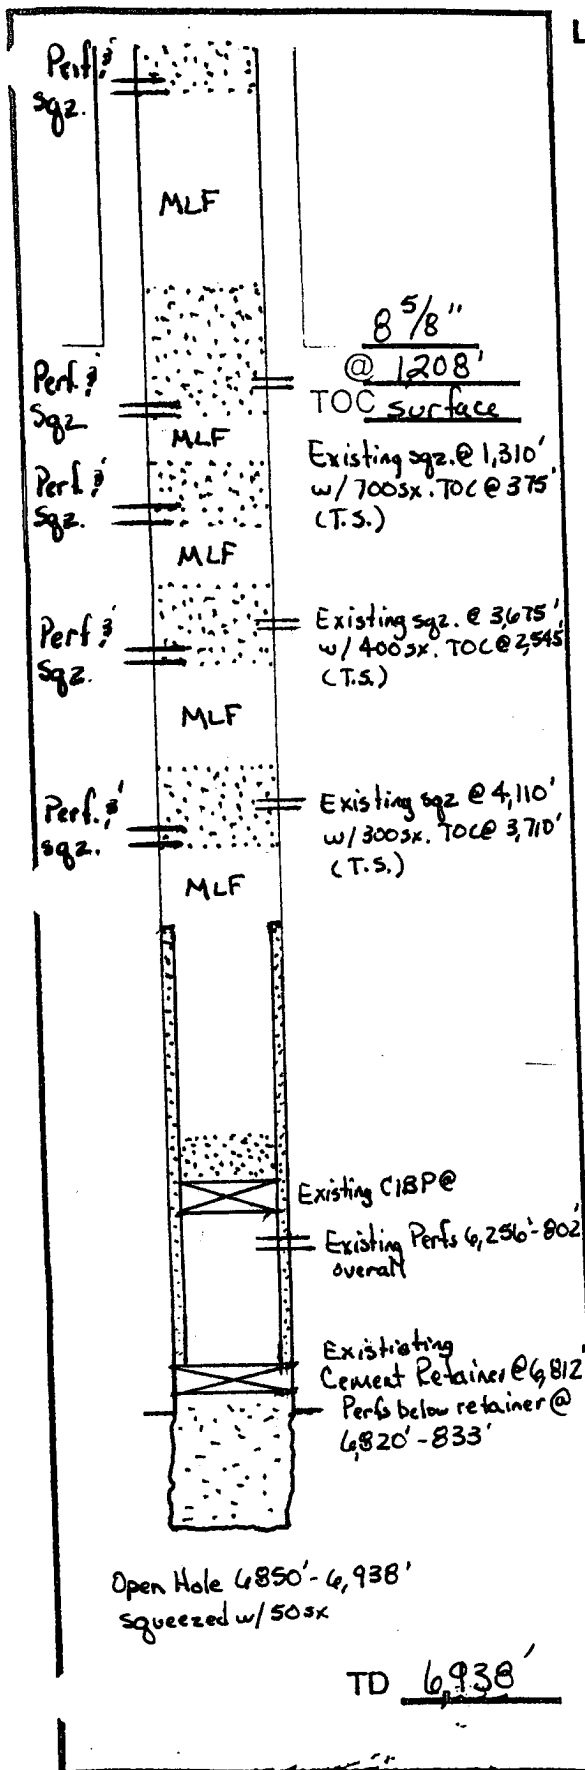 L
Perf. &
sqz.
MLF
8 5/8"
@ 1,208'
TOC surface
Perf. &
Sqz
MLF
Existing sqz. @ 1,310'
w/ 700sx. TOC @ 375'
(T.S.)
Perf. &
Sqz.
MLF
Existing sqz. @ 3,675'
w/ 400sx. TOC @ 2,545'
(T.S.)
Perf &
Sqz.
MLF
Existing sqz @ 4,110'
w/ 300sx. TOC @ 3,710'
(T.S.)
Perf. &
sqz.
MLF
Existing CIBP @
Existing Perfs 6,256'-802'
overall
Exististing
Cement Retainer @ 6,812'
Perfs below retainer @
6,820'-833'
Open Hole 6850'-6,938'
squeezed w/ 50sx
TD 6,938'